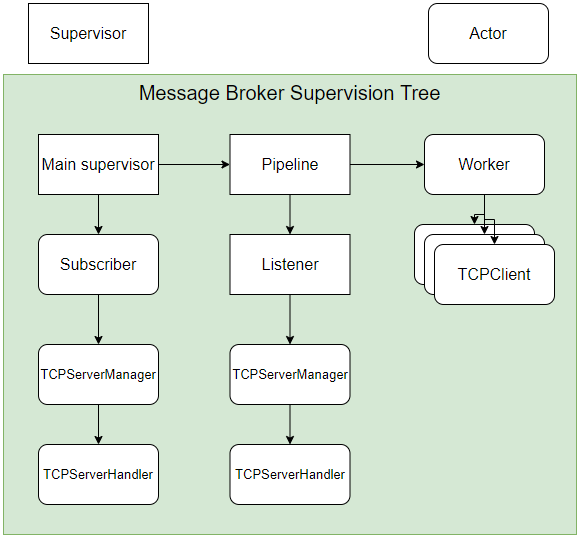 Supervisor
Actor
Message Broker Supervision Tree
Main supervisor
Pipeline
Worker
Subscriber
Listener
TCPClient
TCPServerManager
TCPServerManager
TCPServerHandler
TCPServerHandler